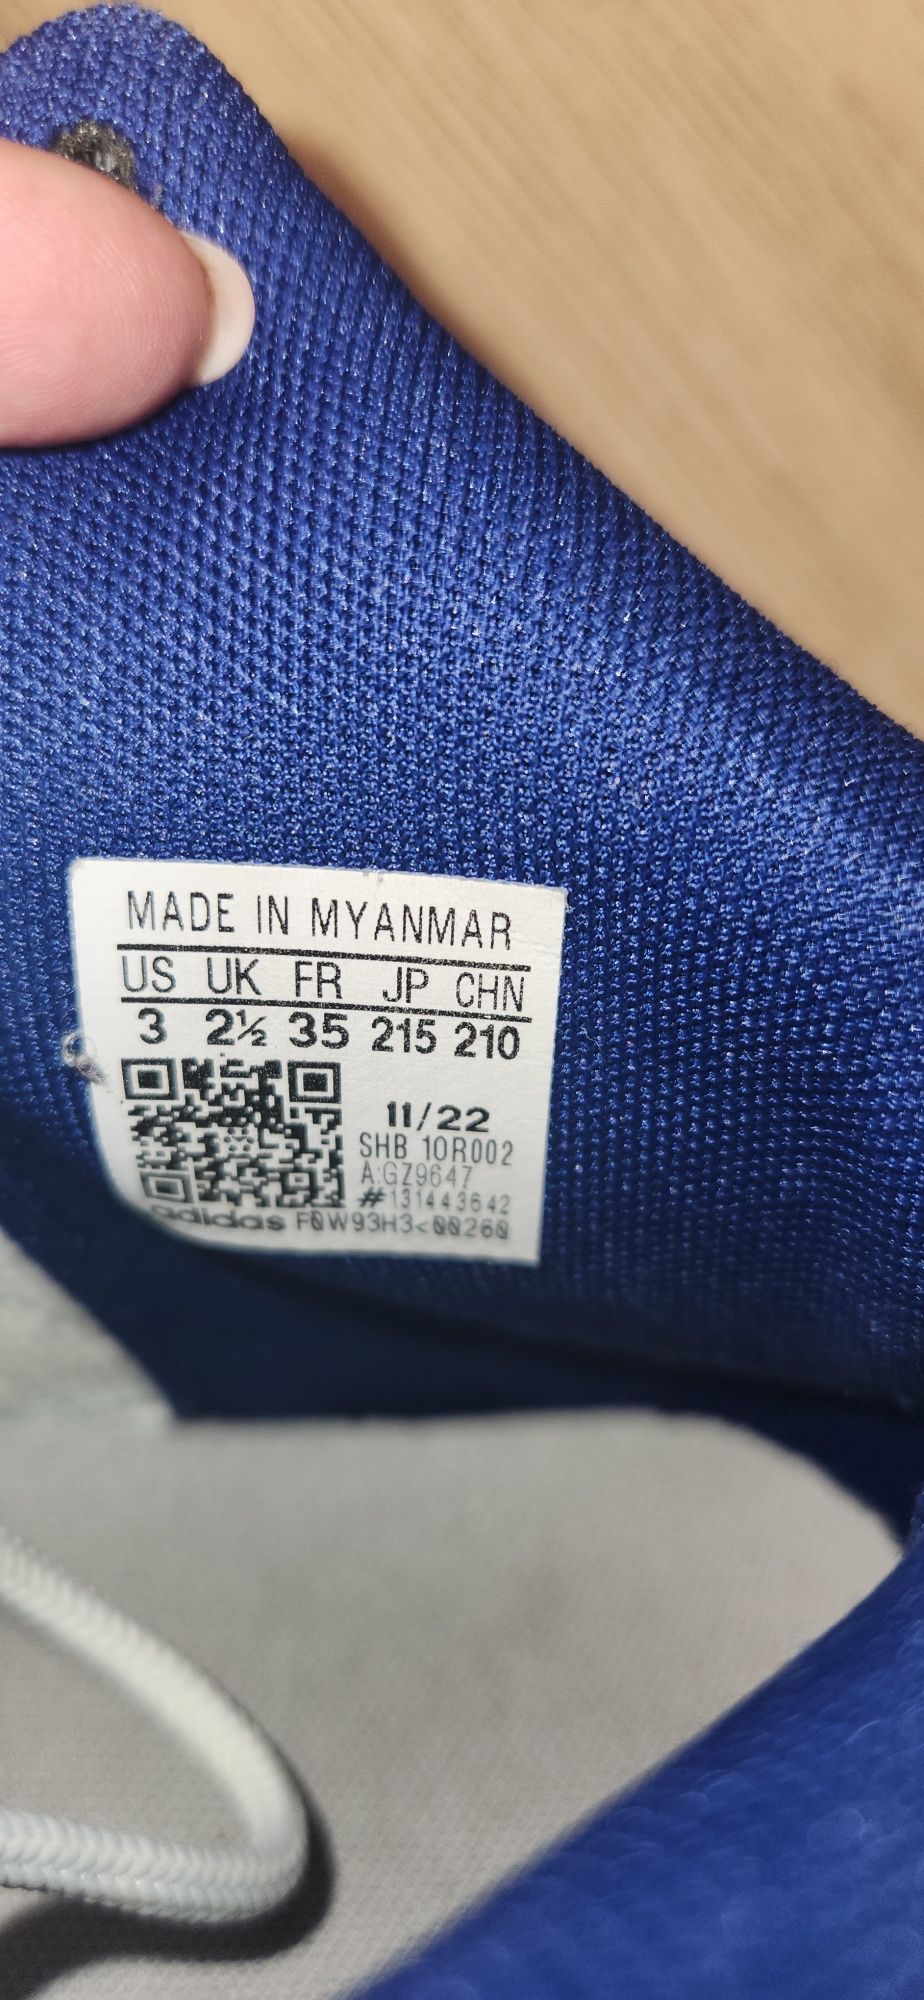 MADE IN MYANMAR
US UK FR JP CHN
3 2½ 35 215 210
11/22
SHB 10R002
A:GZ9647
#131443642
adidas F0W93H3<00260